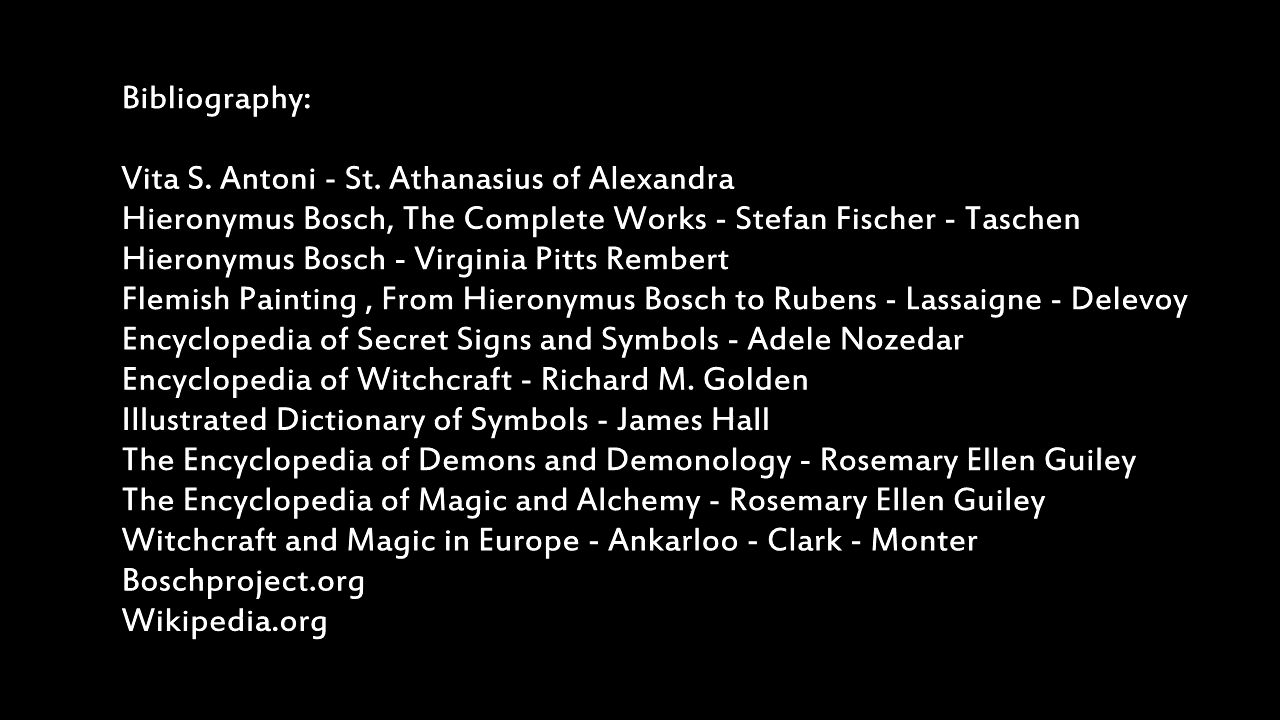 Bibliography:
Vita S. Antoni - St. Athanasius of Alexandra
Hieronymus Bosch, The Complete Works - Stefan Fischer - Taschen
Hieronymus Bosch - Virginia Pitts Rembert
Flemish Painting , From Hieronymus Bosch to Rubens - Lassaigne - Delevoy
Encyclopedia of Secret Signs and Symbols - Adele Nozedar
Encyclopedia of Witchcraft - Richard M. Golden
Illustrated Dictionary of Symbols - James Hall
The Encyclopedia of Demons and Demonology - Rosemary Ellen Guiley
The Encyclopedia of Magic and Alchemy - Rosemary Ellen Guiley
Witchcraft and Magic in Europe - Ankarloo - Clark - Monter
Boschproject.org
Wikipedia.org